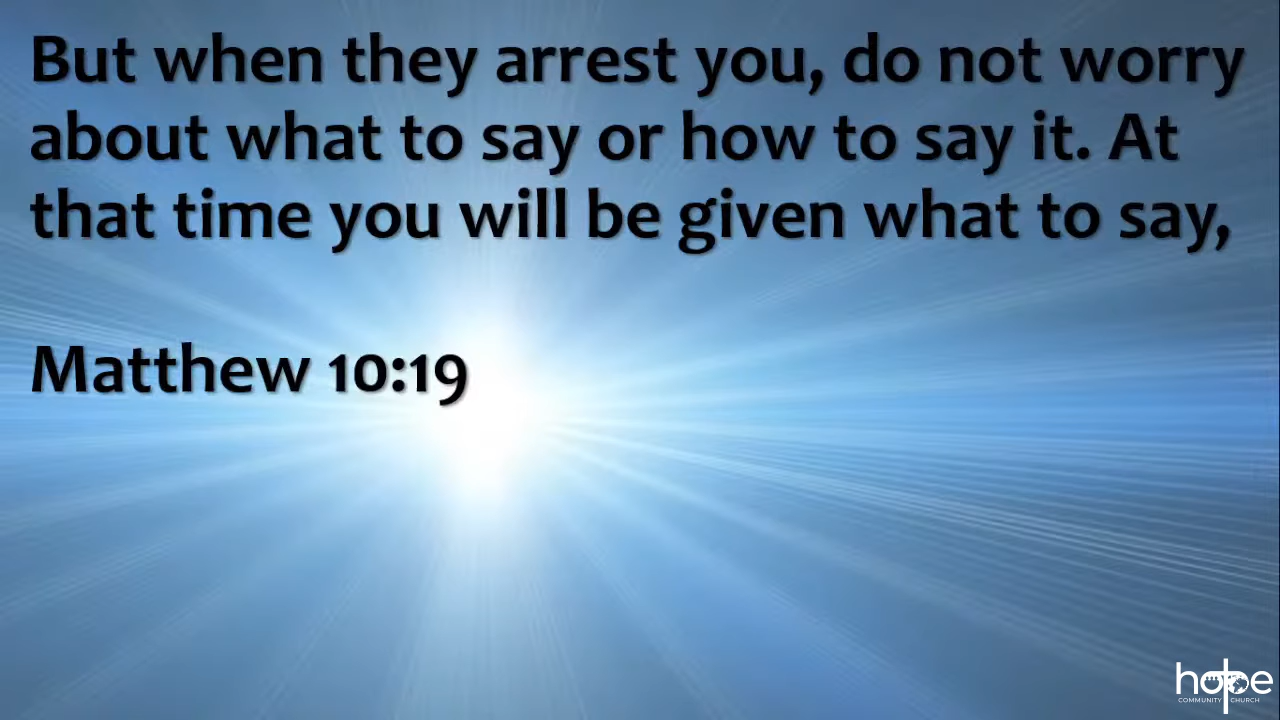 But when they arrest you, do not worry
about what to say or how to say it. At
that time you will be given what to say,
Matthew 10:19
hope
COMMUNITY CHURCH